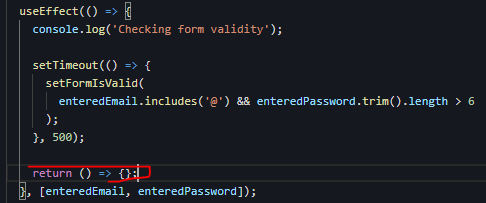 useEffect(() => {
console.log('Checking form validity');
setTimeout(() => {
setFormIsValid(
enteredEmail.includes('@') && enteredPassword.trim().length > 6
);
}, 500);
return () => {};
}, [enteredEmail, enteredPassword]);